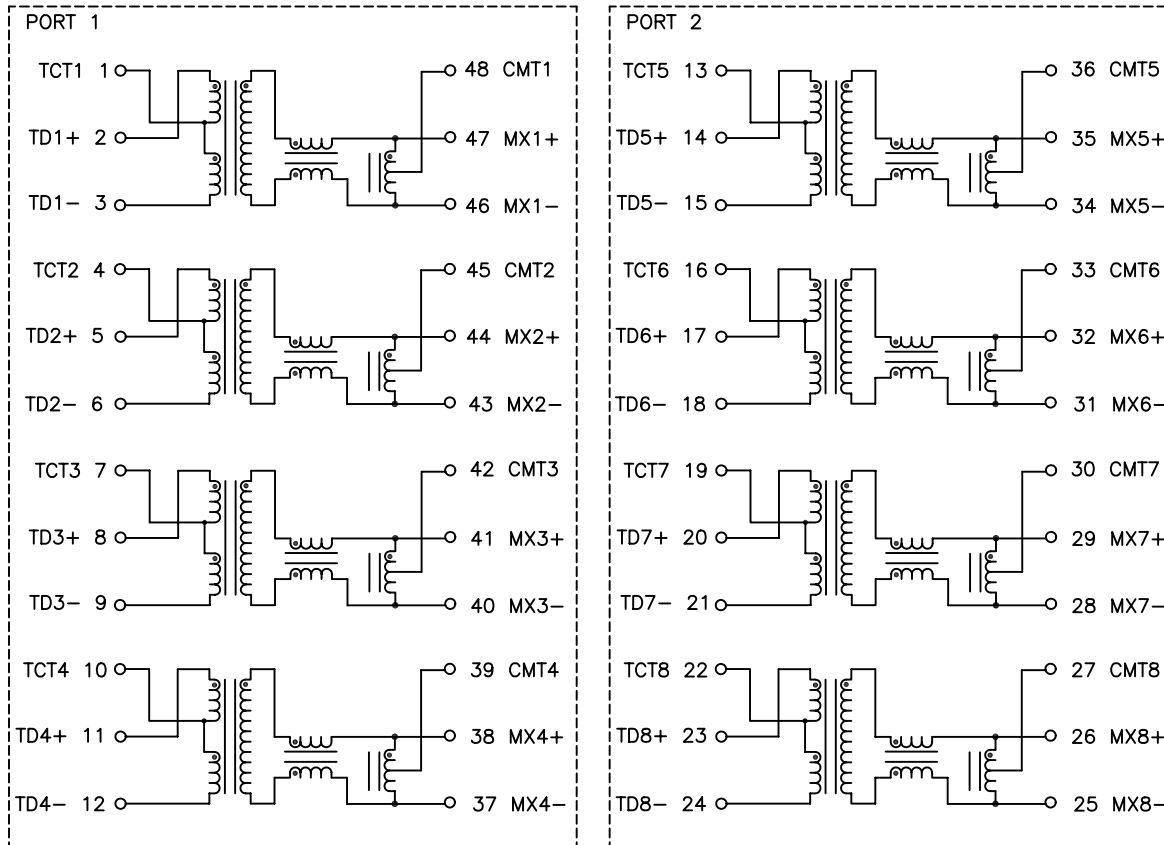 PORT 1
TCT1 1
48 CMT1
TD1+ 2
47 MX1+
TD1− 3
46 MX1−
TCT2 4
45 CMT2
TD2+ 5
44 MX2+
TD2− 6
43 MX2−
TCT3 7
42 CMT3
TD3+ 8
41 MX3+
TD3− 9
40 MX3−
TCT4 10
39 CMT4
TD4+ 11
38 MX4+
TD4− 12
37 MX4−
PORT 2
TCT5 13
36 CMT5
TD5+ 14
35 MX5+
TD5− 15
34 MX5−
TCT6 16
33 CMT6
TD6+ 17
32 MX6+
TD6− 18
31 MX6−
TCT7 19
30 CMT7
TD7+ 20
29 MX7+
TD7− 21
28 MX7−
TCT8 22
27 CMT8
TD8+ 23
26 MX8+
TD8− 24
25 MX8−